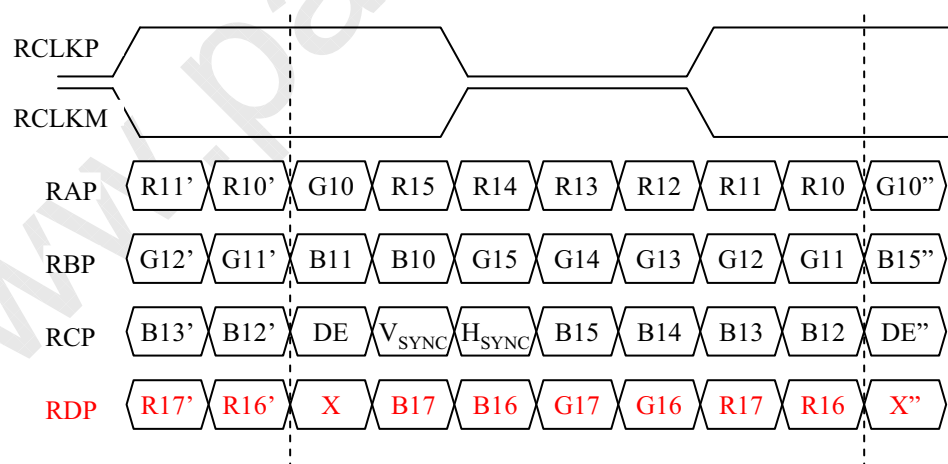 RCLKP
RCLKM
RAP R11’ R10’ G10 R15 R14 R13 R12 R11 R10 G10”
RBP G12’ G11’ B11 B10 G15 G14 G13 G12 G11 B15”
RCP B13’ B12’ DE VSYNC HSYNC B15 B14 B13 B12 DE”
RDP R17’ R16’ X B17 B16 G17 G16 R17 R16 X”
www.pa